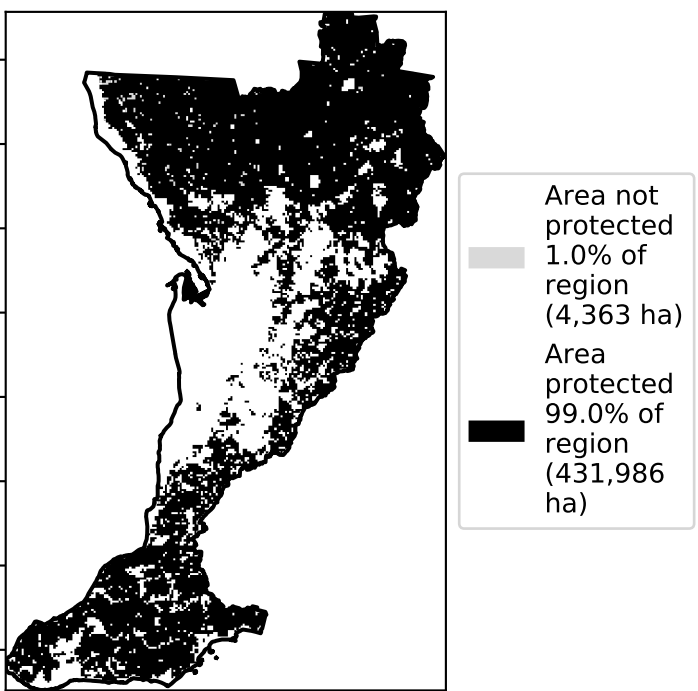 Area not
protected
1.0% of
region
(4,363 ha)
Area
protected
99.0% of
region
(431,986
ha)